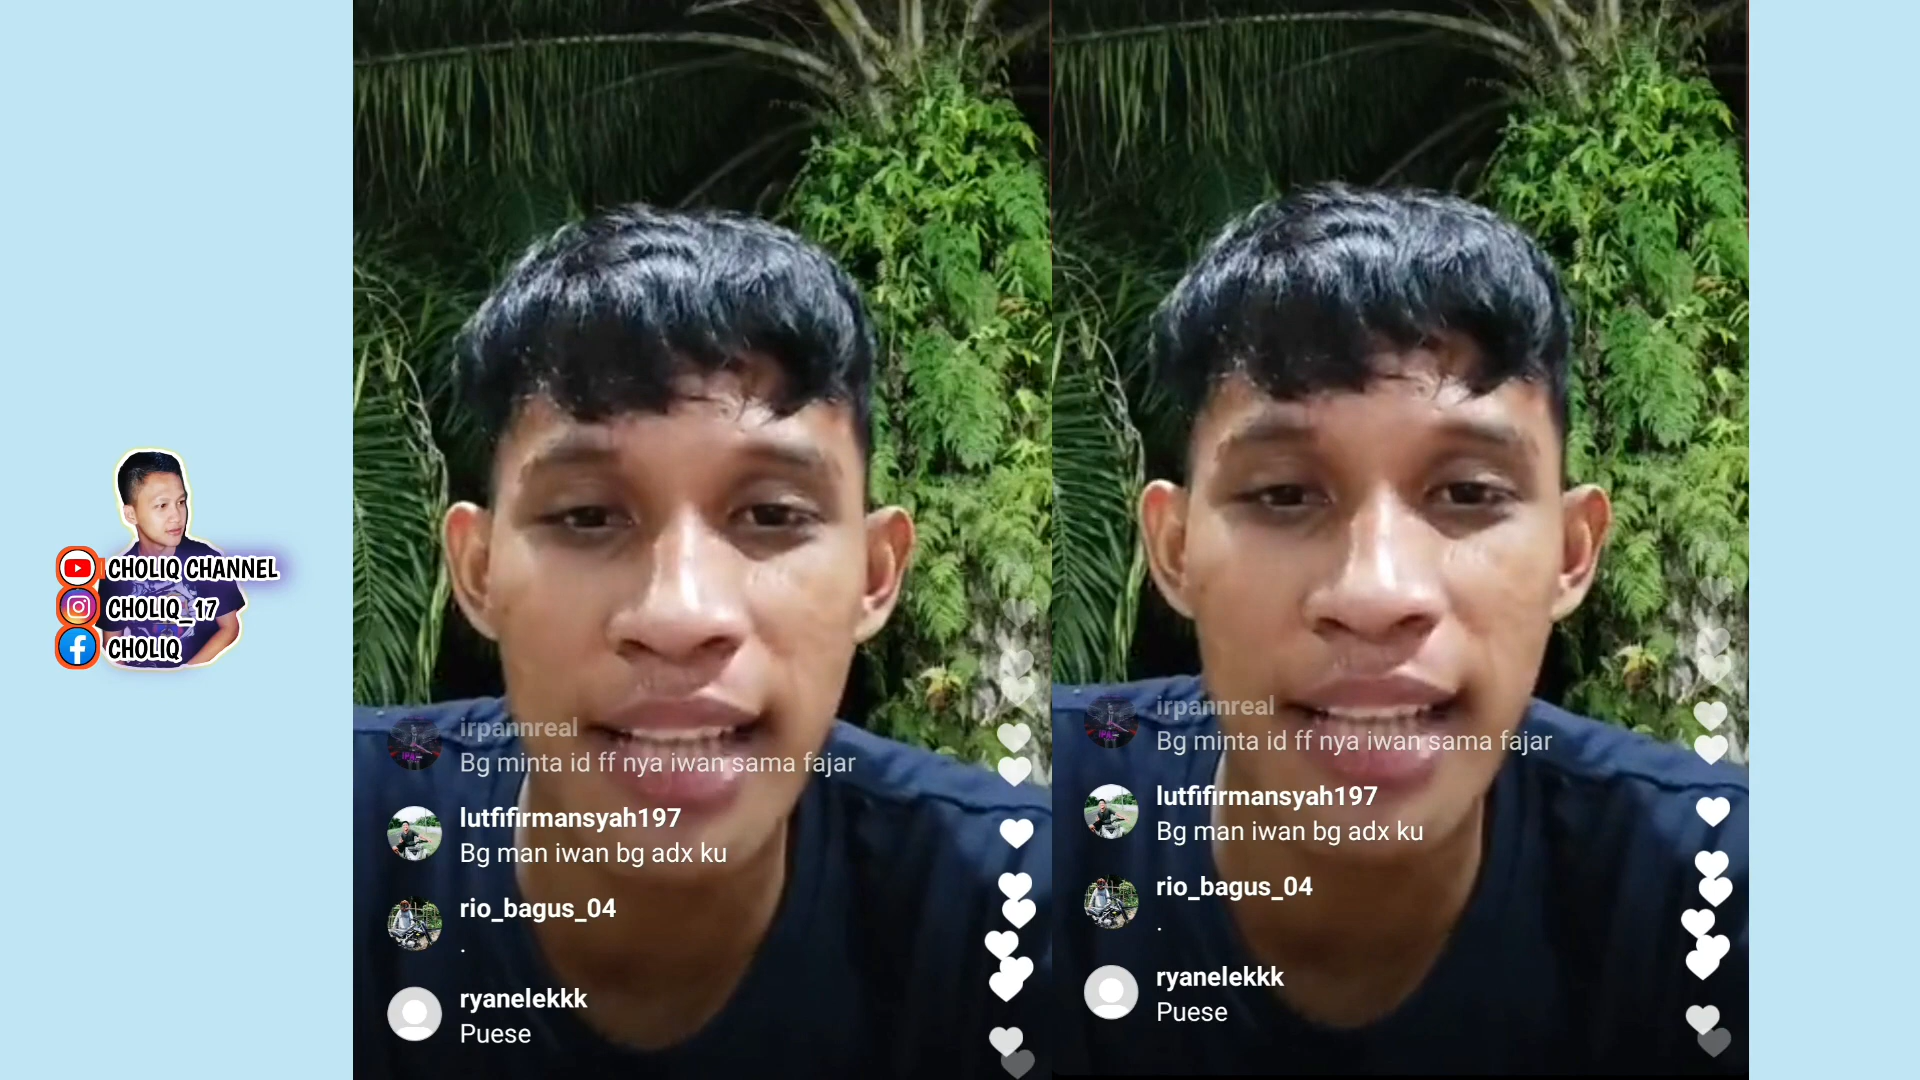 CHOLIQ CHANNEL
CHOLIQ_17
CHOLIQ
irpannreal
Bg minta id ff nya iwan sama fajar
lutfifirmansyah197
Bg man iwan bg adx ku
rio_bagus_04
.
ryanelekkk
Puese
irpannreal
Bg minta id ff nya iwan sama fajar
lutfifirmansyah197
Bg man iwan bg adx ku
rio_bagus_04
.
ryanelekkk
Puese